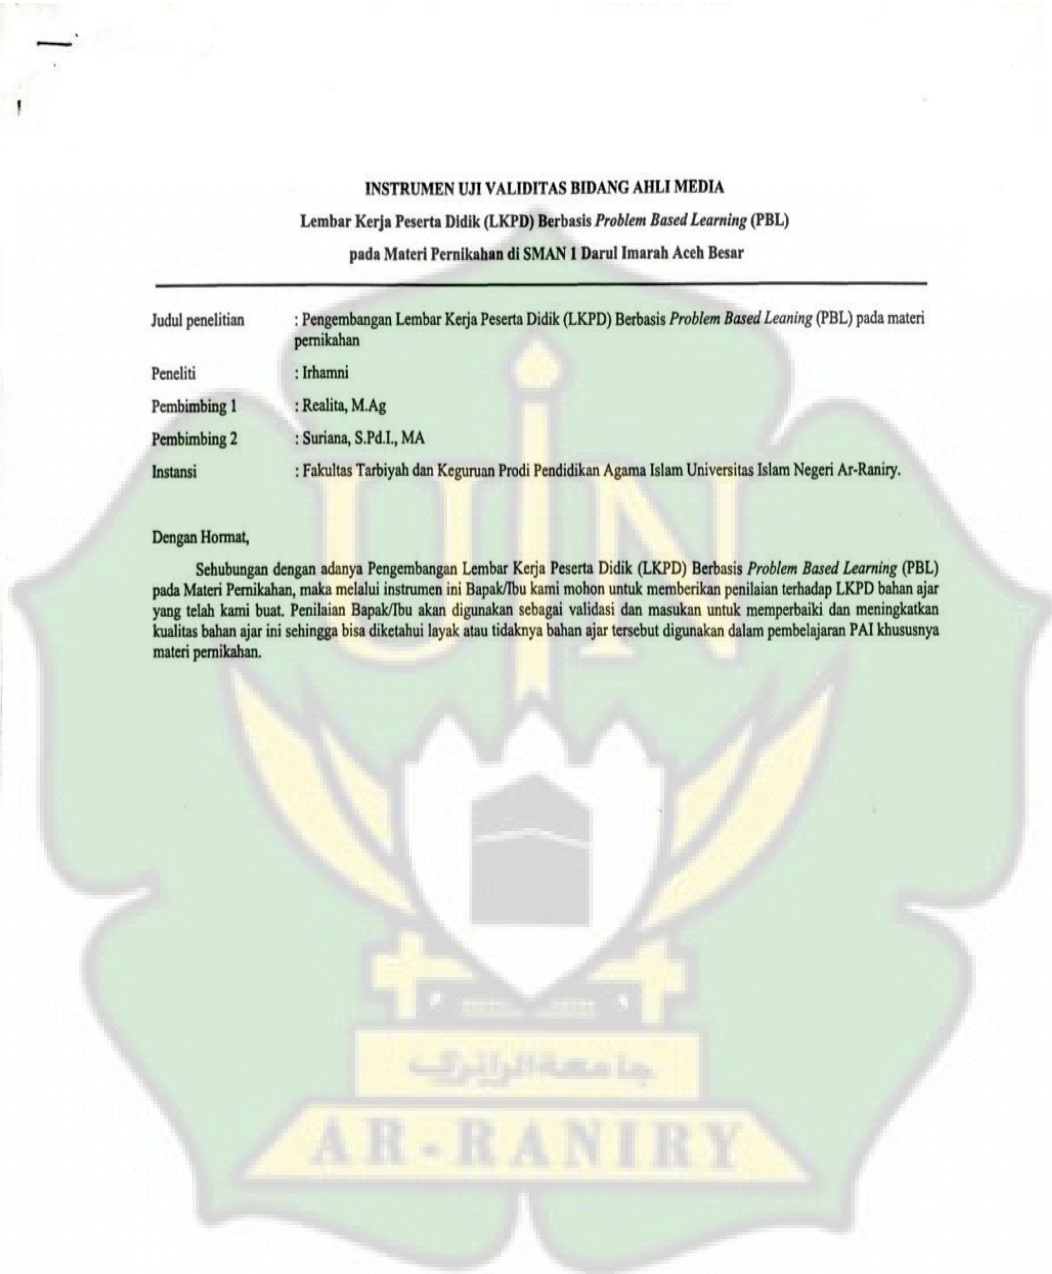 INSTRUMEN UJI VALIDITAS BIDANG AHLI MEDIA
Lembar Kerja Peserta Didik (LKPD) Berbasis Problem Based Learning (PBL)
pada Materi Pernikahan di SMAN 1 Darul Imarah Aceh Besar
Judul penelitian : Pengembangan Lembar Kerja Peserta Didik (LKPD) Berbasis Problem Based Leaning (PBL) pada materi
pernikahan
Peneliti : Irhamni
Pembimbing 1 : Realita, M.Ag
Pembimbing 2 : Suriana, S.Pd.I., MA
Instansi : Fakultas Tarbiyah dan Keguruan Prodi Pendidikan Agama Islam Universitas Islam Negeri Ar-Raniry.
Dengan Hormat,
Sehubungan dengan adanya Pengembangan Lembar Kerja Peserta Didik (LKPD) Berbasis Problem Based Learning (PBL)
pada Materi Pernikahan, maka melalui instrumen ini Bapak/Ibu kami mohon untuk memberikan penilaian terhadap LKPD bahan ajar
yang telah kami buat. Penilaian Bapak/Ibu akan digunakan sebagai validasi dan masukan untuk memperbaiki dan meningkatkan
kualitas bahan ajar ini sehingga bisa diketahui layak atau tidaknya bahan ajar tersebut digunakan dalam pembelajaran PAI khususnya
materi pernikahan.
UIN
جامعة الرانري
AR-RANIRY